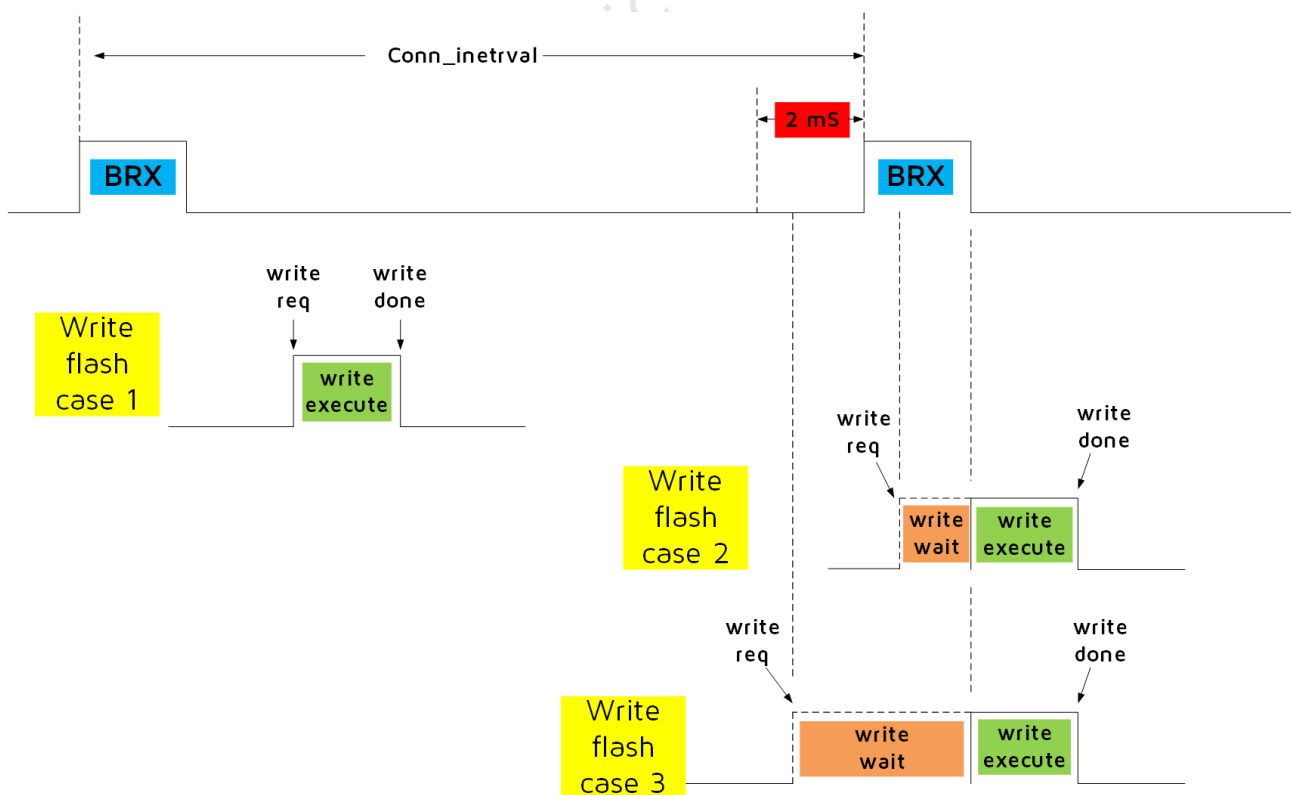 Conn_inetrval
2 mS
BRX
BRX
write
req
write
done
Write
flash
case 1
write
execute
write
req
write
done
Write
flash
case 2
write
wait
write
execute
write
req
write
done
Write
flash
case 3
write
wait
write
execute